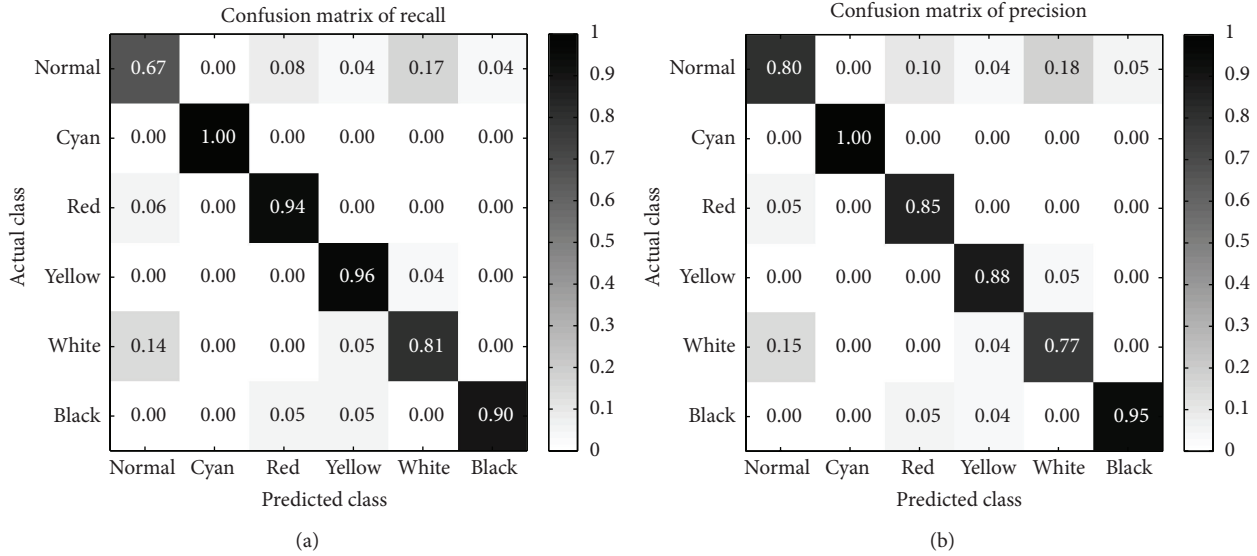 Confusion matrix of recall
Normal 0.67 0.00 0.08 0.04 0.17 0.04
Cyan 0.00 1.00 0.00 0.00 0.00 0.00
Red 0.06 0.00 0.94 0.00 0.00 0.00
Yellow 0.00 0.00 0.00 0.96 0.04 0.00
White 0.14 0.00 0.00 0.05 0.81 0.00
Black 0.00 0.00 0.05 0.05 0.00 0.90
Normal Cyan Red Yellow White Black
Predicted class
Actual class
1
0.9
0.8
0.7
0.6
0.5
0.4
0.3
0.2
0.1
0
(a)
Confusion matrix of precision
Normal 0.80 0.00 0.10 0.04 0.18 0.05
Cyan 0.00 1.00 0.00 0.00 0.00 0.00
Red 0.05 0.00 0.85 0.00 0.00 0.00
Yellow 0.00 0.00 0.00 0.88 0.05 0.00
White 0.15 0.00 0.00 0.04 0.77 0.00
Black 0.00 0.00 0.05 0.04 0.00 0.95
Normal Cyan Red Yellow White Black
Predicted class
Actual class
1
0.9
0.8
0.7
0.6
0.5
0.4
0.3
0.2
0.1
0
(b)